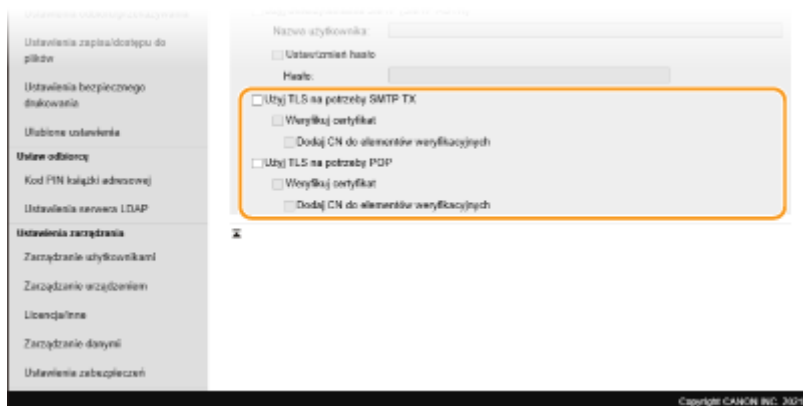 Ustawienia zapisu/dostępu do
plików
Ustawienia bezpiecznego
drukowania
Ulubione ustawienia
Ustaw odbiorcę
Kod PIN książki adresowej
Ustawienia serwera LDAP
Ustawienia zarządzania
Zarządzanie użytkownikami
Zarządzanie urządzeniem
Licencja/Inne
Zarządzanie danymi
Ustawienia zabezpieczeń
Nazwa użytkownika:
Ustaw/zmień hasło
Hasło:
Użyj TLS na potrzeby SMTP TX
Weryfikuj certyfikat
Dodaj CN do elementów weryfikacyjnych
Użyj TLS na potrzeby POP
Weryfikuj certyfikat
Dodaj CN do elementów weryfikacyjnych
Copyright CANON INC. 2021